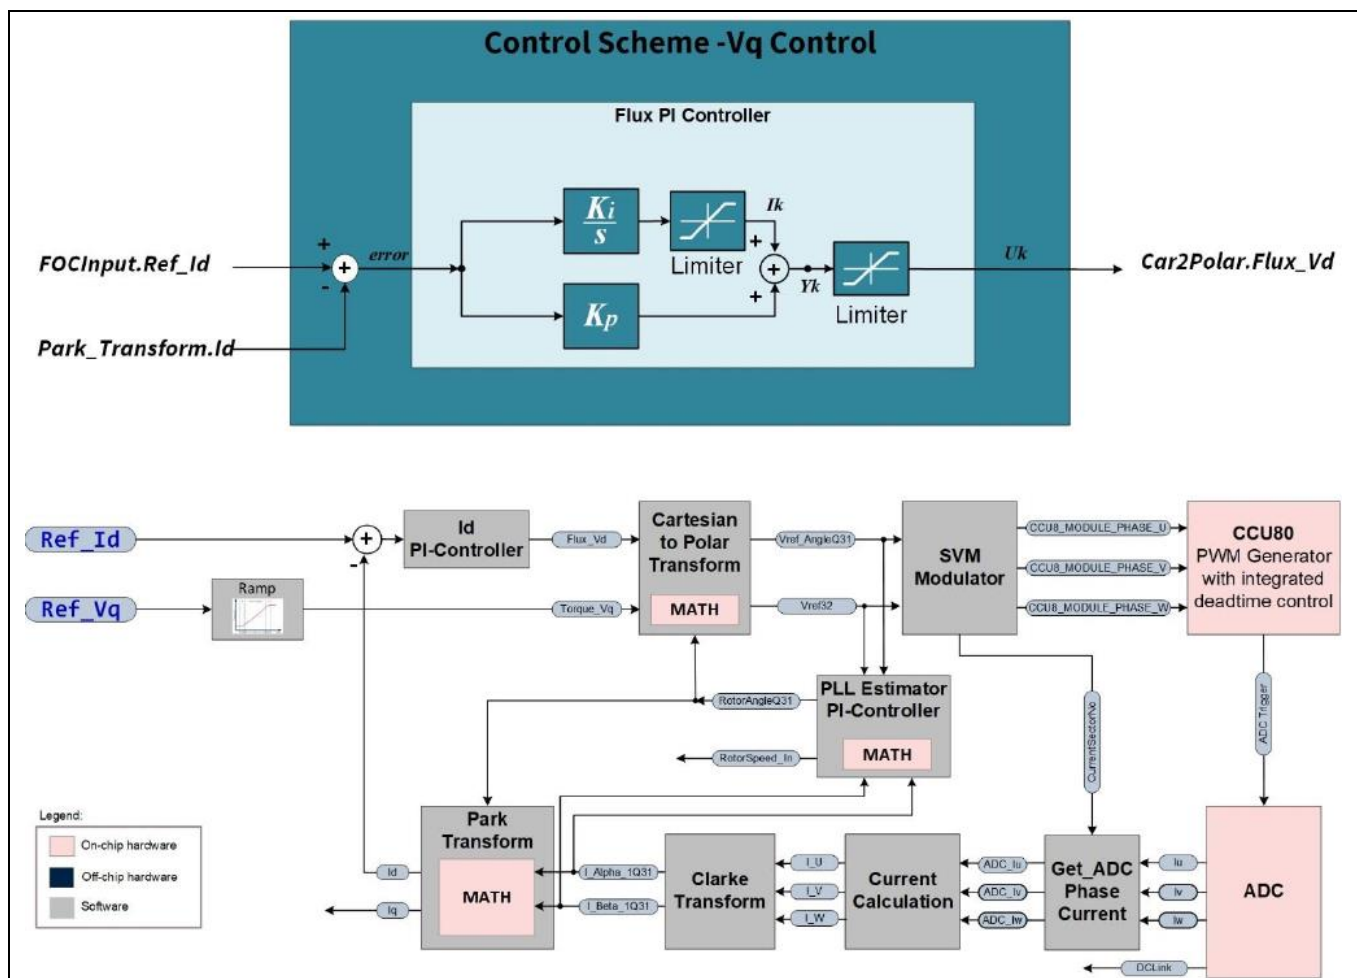 Control Scheme -Vq Control
Flux PI Controller
Ki
s
Ik
+
Limiter
+
FOCInput.Ref_Id
+
error
-
Park_Transform.Id
Kp
+
Yk
Limiter
Uk
Car2Polar.Flux_Vd
Ref_Id
+
-
Id
PI-Controller
Flux_Vd
Cartesian
to Polar
Transform
MATH
Vref_AngleQ31
Vref32
SVM
Modulator
CCU8_MODULE_PHASE_U
CCU8_MODULE_PHASE_V
CCU8_MODULE_PHASE_W
CCU80
PWM Generator
with integrated
deadtime control
Ref_Vq
Ramp
Torque_Vq
RotorAngleQ31
PLL Estimator
PI-Controller
MATH
RotorSpeed_In
CurrentSectorNo
ADC Trigger
Legend:
On-chip hardware
Off-chip hardware
Software
Id
Iq
Park
Transform
MATH
I_Alpha_1Q31
I_Beta_1Q31
Clarke
Transform
I_U
I_V
I_W
Current
Calculation
ADC_Iu
ADC_Iv
ADC_Iw
Get_ADC
Phase
Current
Iu
Iv
Iw
ADC
DCLink